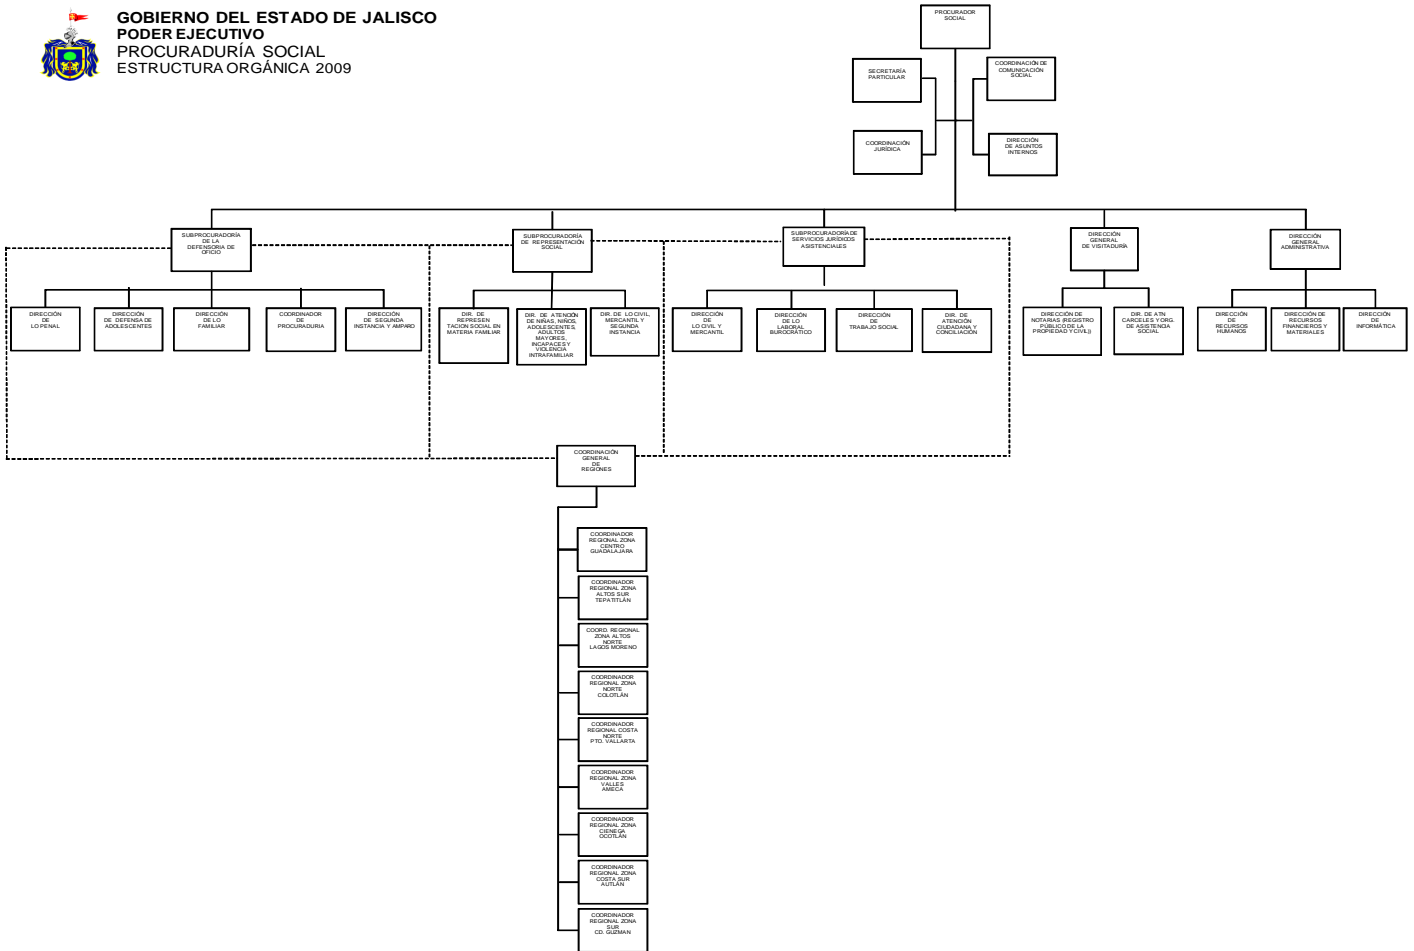 GOBIERNO DEL ESTADO DE JALISCO
PODER EJECUTIVO
PROCURADURÍA SOCIAL
ESTRUCTURA ORGÁNICA 2009
PROCURADOR
SOCIAL
SECRETARÍA
PARTICULAR
COORDINACIÓN DE
COMUNICACIÓN
SOCIAL
COORDINACIÓN
JURÍDICA
DIRECCIÓN
DE ASUNTOS
INTERNOS
SUBPROCURADORÍA
DE LA
DEFENSORIA DE
OFICIO
SUBPROCURADORÍA
DE REPRESENTACIÓN
SOCIAL
SUBPROCURADORÍA DE
SERVICIOS JURÍDICOS
ASISTENCIALES
DIRECCIÓN
GENERAL
DE VISITADURÍA
DIRECCIÓN
GENERAL
ADMINISTRATIVA
DIRECCIÓN
DE
LO PENAL
DIRECCIÓN
DE DEFENSA DE
ADOLESCENTES
DIRECCIÓN
DE LO
FAMILIAR
COORDINADOR
DE
PROCURADURIA
DIRECCIÓN
DE SEGUNDA
INSTANCIA Y AMPARO
DIR. DE
REPRESEN
TACION SOCIAL EN
MATERIA FAMILIAR
DIR. DE ATENCIÓN
DE NIÑAS, NIÑOS,
ADOLESCENTES,
ADULTOS
MAYORES,
INCAPACES Y
VIOLENCIA
INTRAFAMILIAR
DIR. DE LO CIVIL,
MERCANTIL Y
SEGUNDA
INSTANCIA
DIRECCIÓN
DE
LO CIVIL Y
MERCANTIL
DIRECCIÓN
DE LO
LABORAL
BUROCRÁTICO
DIRECCIÓN
DE
TRABAJO SOCIAL
DIR. DE
ATENCIÓN
CIUDADANA Y
CONCILIACIÓN
DIRECCIÓN DE
NOTARIAS (REGISTRO
PÚBLICO DE LA
PROPIEDAD Y CIVIL))
DIR. DE ATN
CARCELES Y ORG.
DE ASISTENCIA
SOCIAL
DIRECCIÓN
DE
RECURSOS
HUMANOS
DIRECCIÓN DE
RECURSOS
FINANCIEROS Y
MATERIALES
DIRECCIÓN
DE
INFORMÁTICA
COORDINACIÓN
GENERAL
DE
REGIONES
COORDINADOR
REGIONAL ZONA
CENTRO
GUADALAJARA
COORDINADOR
REGIONAL ZONA
ALTOS SUR
TEPATITLÁN
COORD. REGIONAL
ZONA ALTOS
NORTE
LAGOS MORENO
COORDINADOR
REGIONAL ZONA
NORTE
COLOTLÁN
COORDINADOR
REGIONAL COSTA
NORTE
PTO. VALLARTA
COORDINADOR
REGIONAL ZONA
VALLES
AMECA
COORDINADOR
REGIONAL ZONA
CIENEGA
OCOTLÁN
COORDINADOR
REGIONAL ZONA
COSTA SUR
AUTLÁN
COORDINADOR
REGIONAL ZONA
SUR
CD. GUZMAN